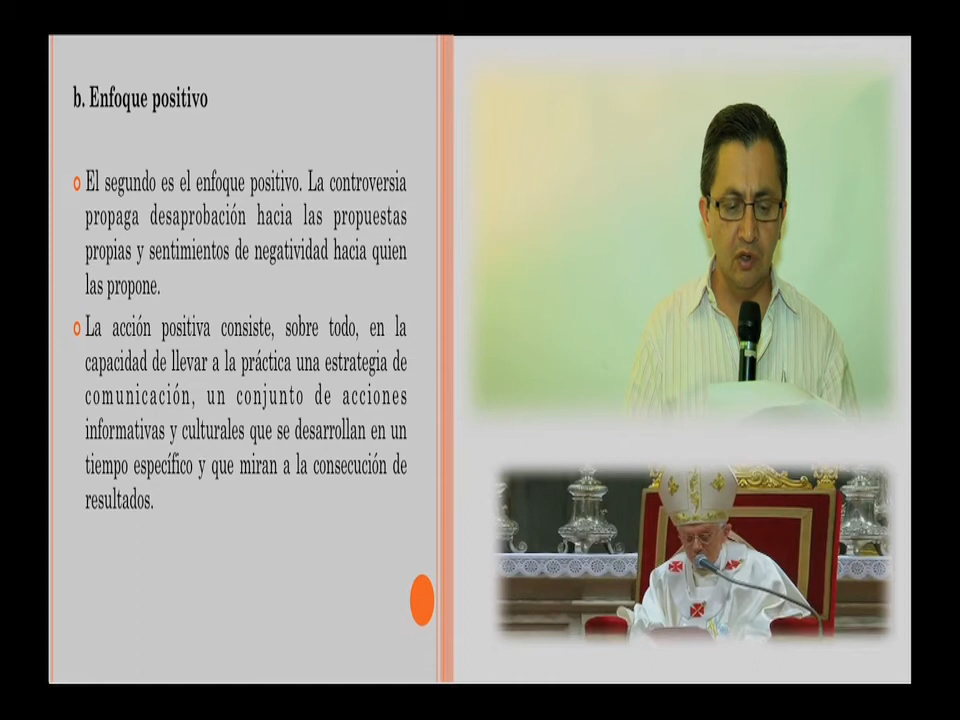 b. Enfoque positivo
El segundo es el enfoque positivo. La controversia
propaga desaprobación hacia las propuestas
propias y sentimientos de negatividad hacia quien
las propone.
La acción positiva consiste, sobre todo, en la
capacidad de llevar a la práctica una estrategia de
comunicación, un conjunto de acciones
informativas y culturales que se desarrollan en un
tiempo específico y que miran a la consecución de
resultados.